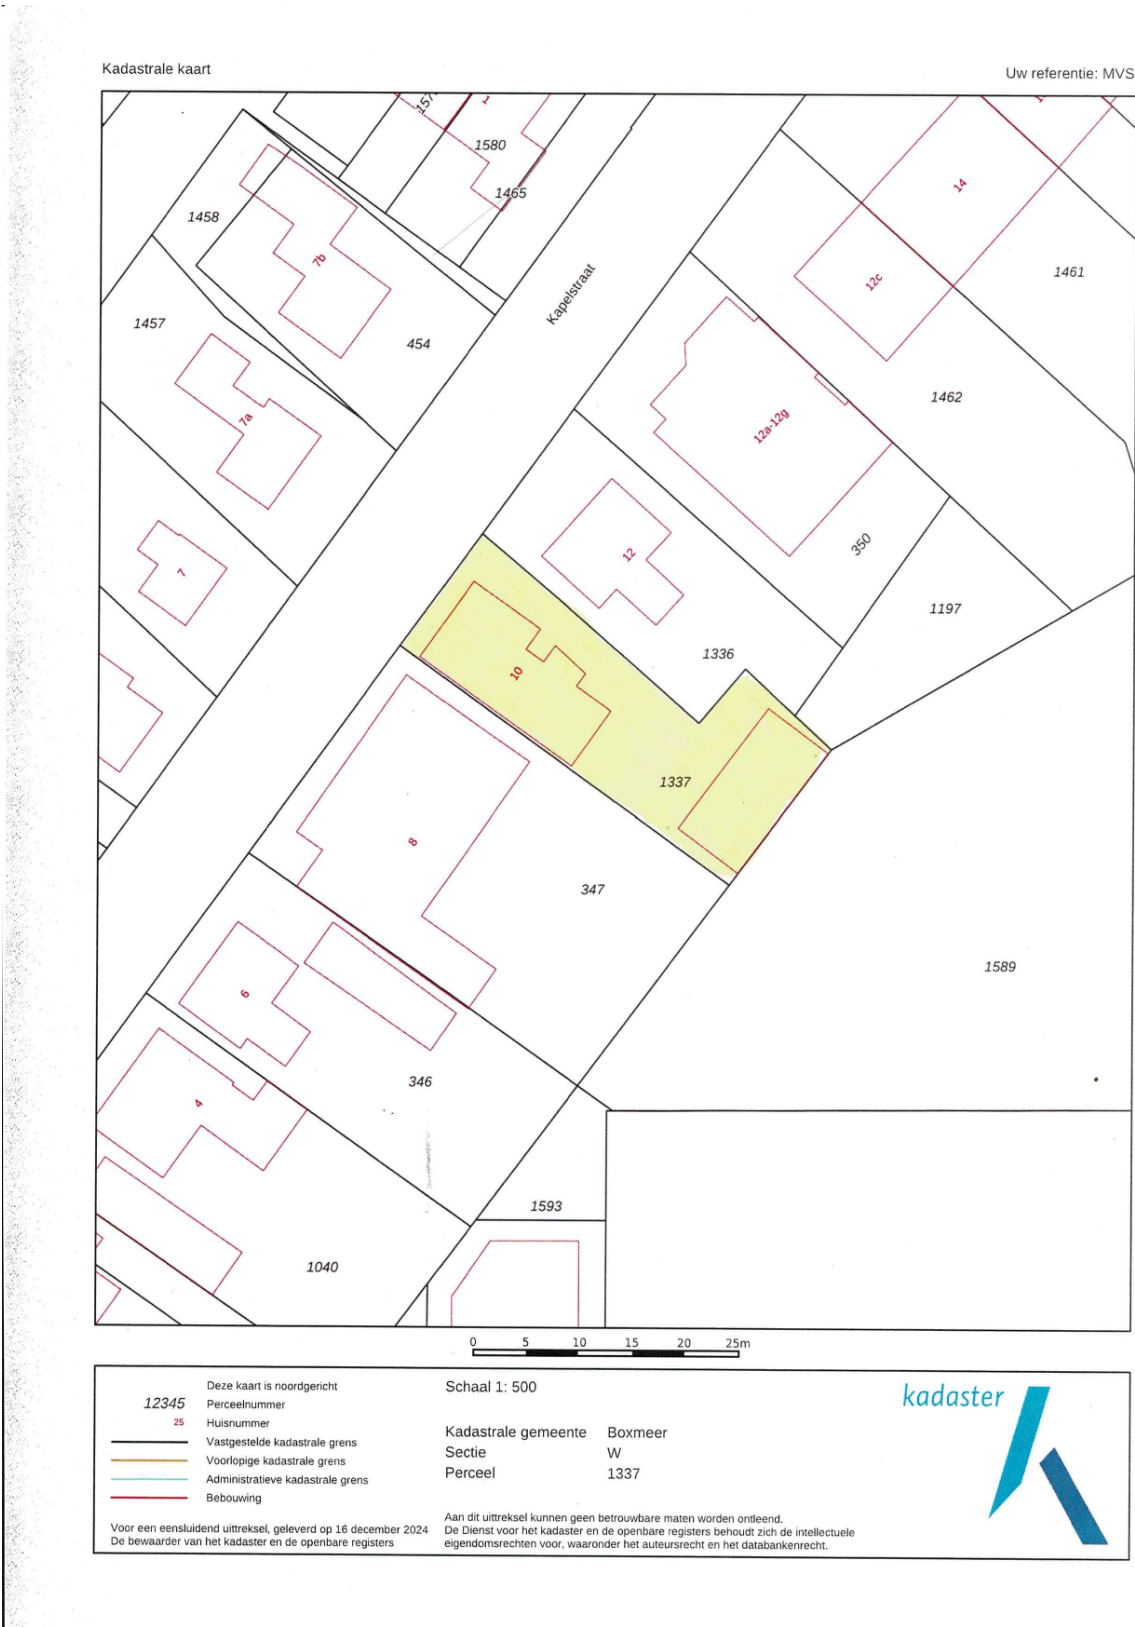 Kadastrale kaart
Uw referentie: MVS
1580
1465
14
1458
7b
1461
12c
Kapelstraat
1457
454
1462
7a
12a-12g
350
12
7
1197
1336
10
1337
8
347
1589
6
346
4
1593
1040
0 5 10 15 20 25m
Deze kaart is noordgericht
12345 Perceelnummer
25 Huisnummer
Vastgestelde kadastrale grens
Voorlopige kadastrale grens
Administratieve kadastrale grens
Bebouwing
Voor een eensluidend uittreksel, geleverd op 16 december 2024
De bewaarder van het kadaster en de openbare registers
Schaal 1: 500
Kadastrale gemeente Boxmeer
Sectie W
Perceel 1337
Aan dit uittreksel kunnen geen betrouwbare maten worden ontleend.
De Dienst voor het kadaster en de openbare registers behoudt zich de intellectuele
eigendomsrechten voor, waaronder het auteursrecht en het databankenrecht.
kadaster